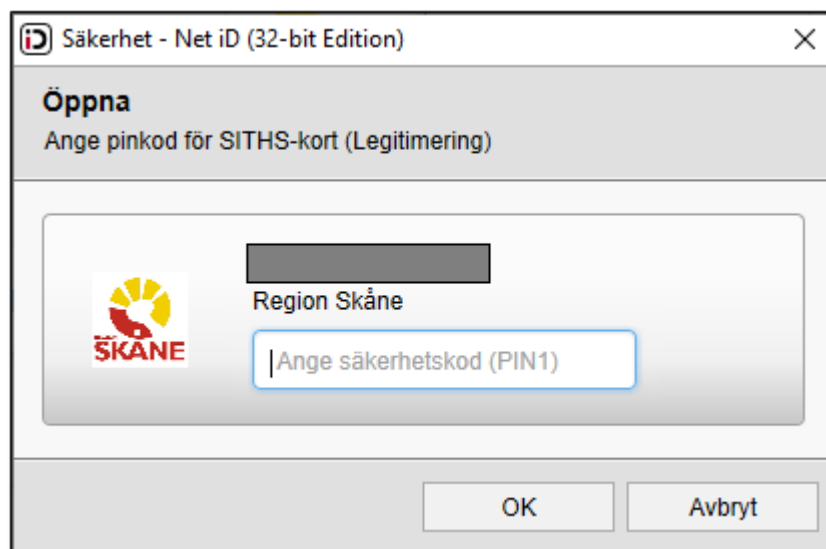 iD Säkerhet - Net iD (32-bit Edition)
Öppna
Ange pinkod för SITHS-kort (Legitimering)
Region Skåne
SKÅNE
Ange säkerhetskod (PIN1)
OK
Avbryt